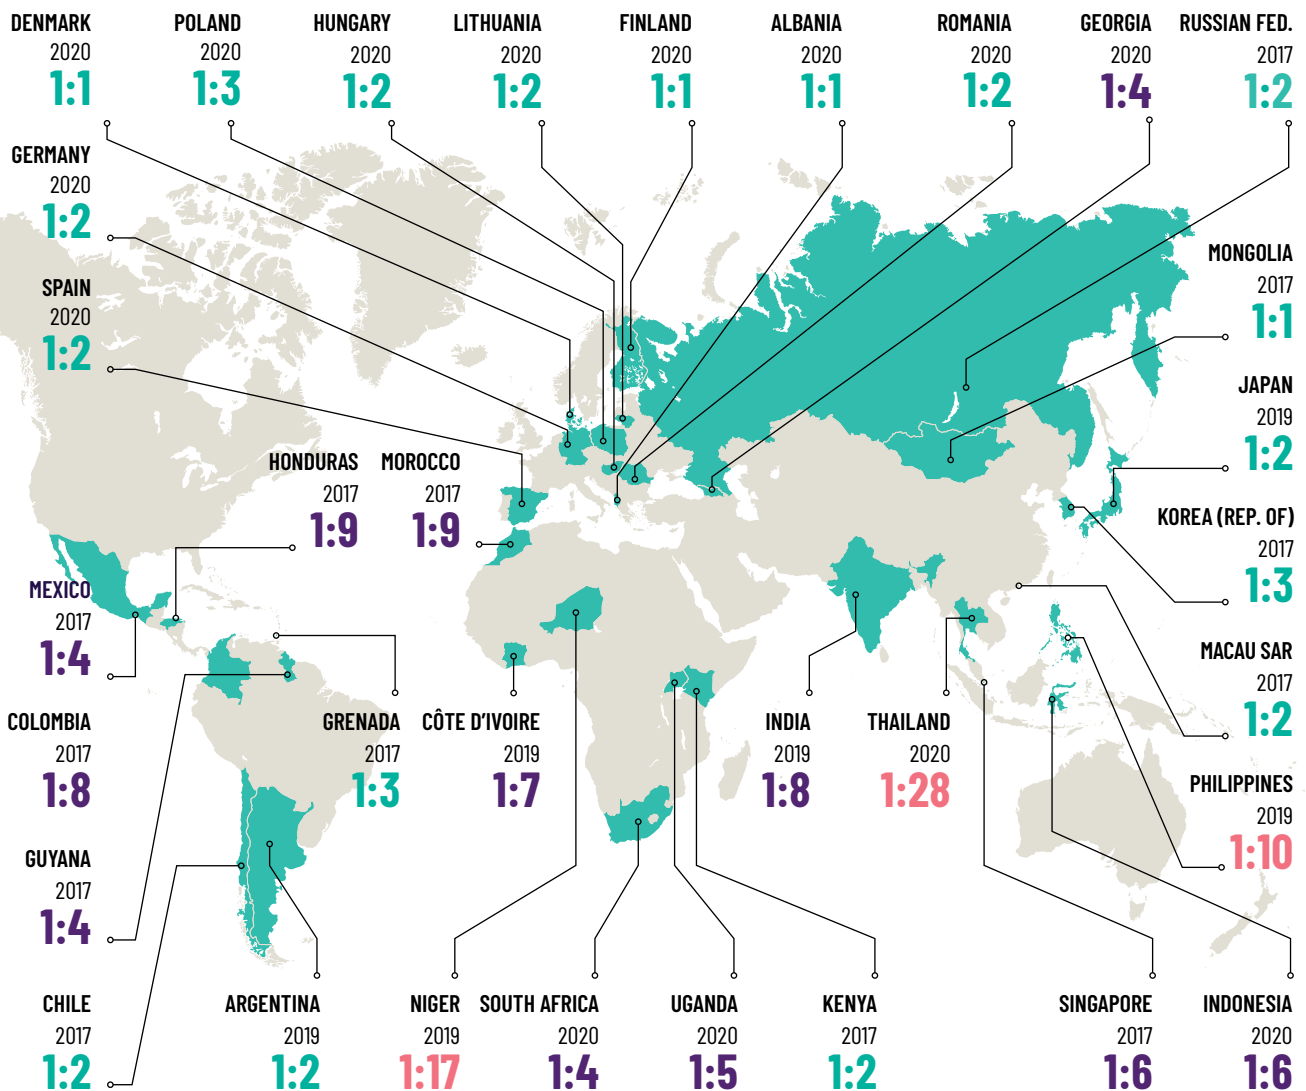 DENMARK
2020
1:1
POLAND
2020
1:3
HUNGARY
2020
1:2
LITHUANIA
2020
1:2
FINLAND
2020
1:1
ALBANIA
2020
1:1
ROMANIA
2020
1:2
GEORGIA
2020
1:4
RUSSIAN FED.
2017
1:2
GERMANY
2020
1:2
SPAIN
2020
1:2
MONGOLIA
2017
1:1
JAPAN
2019
1:2
HONDURAS
2017
1:9
MOROCCO
2017
1:9
KOREA (REP. OF)
2017
1:3
MEXICO
2017
1:4
MACAU SAR
2017
1:2
COLOMBIA
2017
1:8
GRENADA
2017
1:3
CÔTE D'IVOIRE
2019
1:7
INDIA
2019
1:8
THAILAND
2020
1:28
PHILIPPINES
2019
1:10
GUYANA
2017
1:4
CHILE
2017
1:2
ARGENTINA
2019
1:2
NIGER
2019
1:17
SOUTH AFRICA
2020
1:4
UGANDA
2020
1:5
KENYA
2017
1:2
SINGAPORE
2017
1:6
INDONESIA
2020
1:6